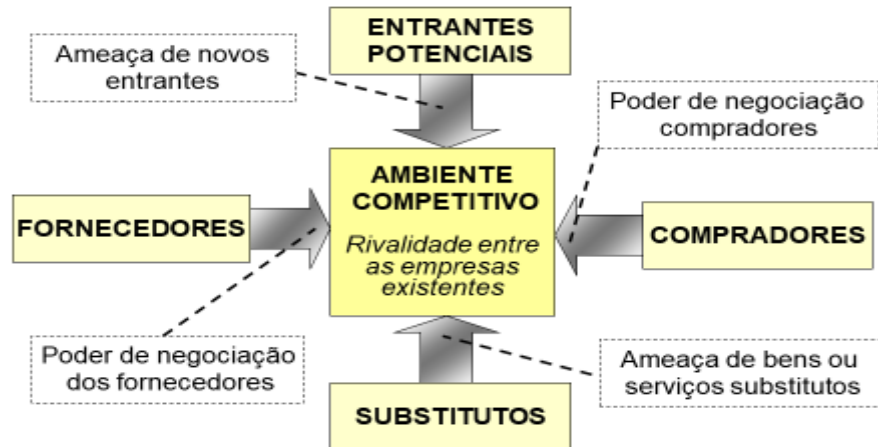 ENTRANTES
POTENCIAIS
Ameaça de novos
entrantes
Poder de negociação
compradores
AMBIENTE
COMPETITIVO
Rivalidade entre
as empresas
existentes
FORNECEDORES
COMPRADORES
Poder de negociação
dos fornecedores
Ameaça de bens ou
serviços substitutos
SUBSTITUTOS